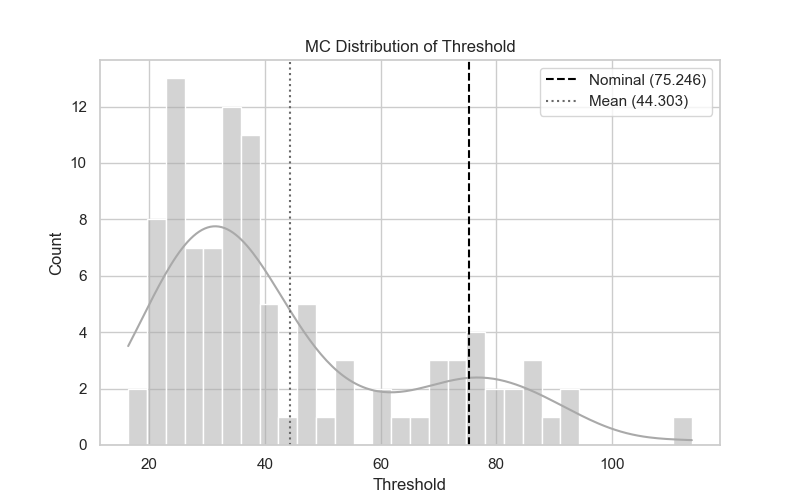 MC Distribution of Threshold
Nominal (75.246)
Mean (44.303)
Count
12
10
8
6
4
2
0
20 40 60 80 100
Threshold